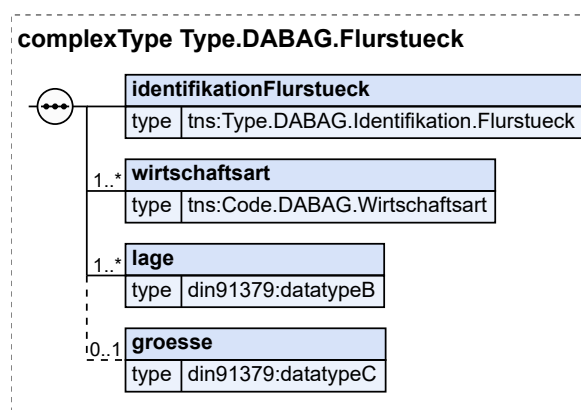 complexType Type.DABAG.Flurstueck
identifikationFlurstueck
type tns:Type.DABAG.Identifikation.Flurstueck
1..* wirtschaftsart
type tns:Code.DABAG.Wirtschaftsart
1..* lage
type din91379:datatypeB
0..1 groesse
type din91379:datatypeC